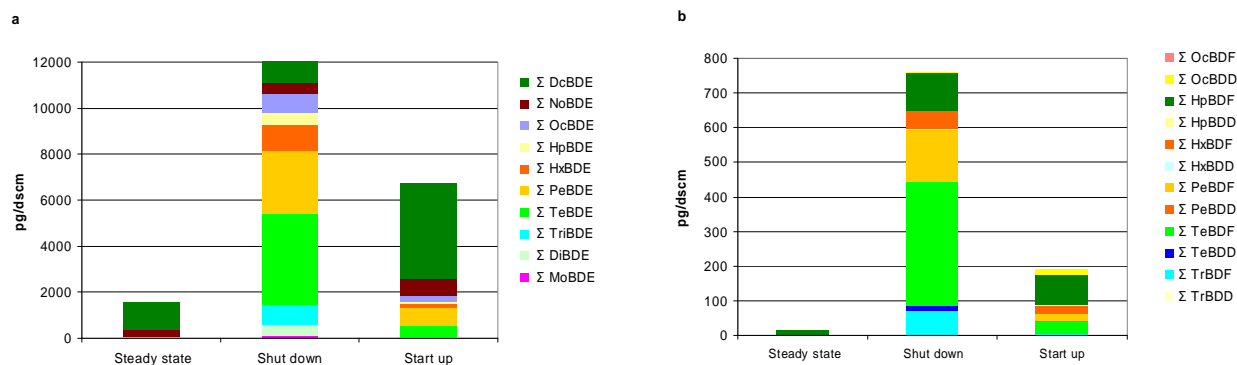 a
12000
10000
8000
6000
4000
2000
0
pg/dscm
Steady state
Shut down
Start up
Σ DcBDE
Σ NoBDE
Σ OcBDE
Σ HpBDE
Σ HxBDE
Σ PeBDE
Σ TeBDE
Σ TriBDE
Σ DiBDE
Σ MoBDE
b
800
700
600
500
400
300
200
100
0
pg/dscm
Steady state
Shut down
Start up
Σ OcBDF
Σ OcBDD
Σ HpBDF
Σ HpBDD
Σ HxBDF
Σ HxBDD
Σ PeBDF
Σ PeBDD
Σ TeBDF
Σ TeBDD
Σ TrBDF
Σ TrBDD